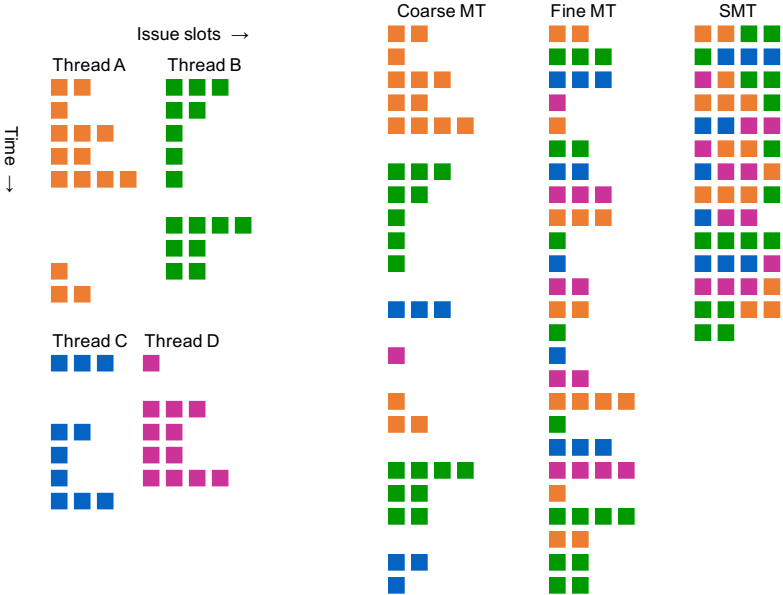 Coarse MT
Fine MT
SMT
Issue slots →
Thread A
Thread B
Time →
Thread C
Thread D